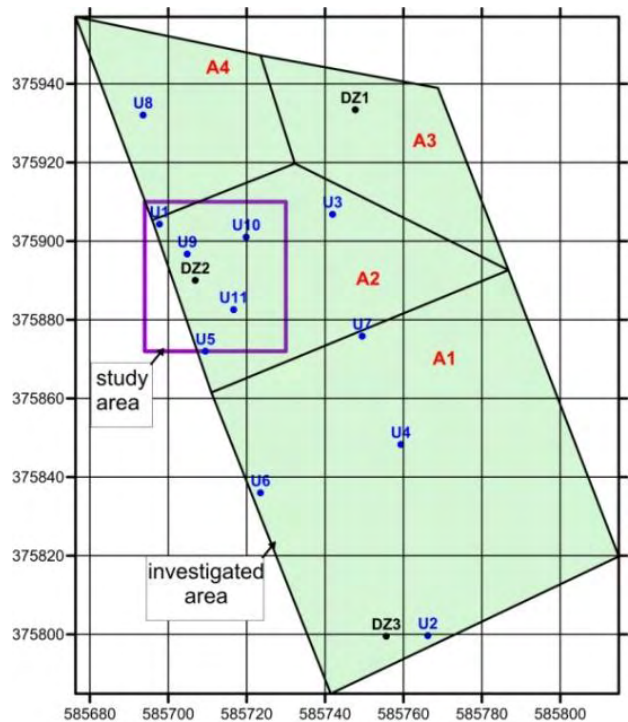 A4
375940
U8
DZ1
A3
375920
U1
U3
375900
U10
U9
DZ2
A2
375880
U11
U7
U5
A1
study
area
375860
U4
375840
U6
375820
investigated
area
375800
DZ3
U2
585680
585700
585720
585740
585760
585780
585800